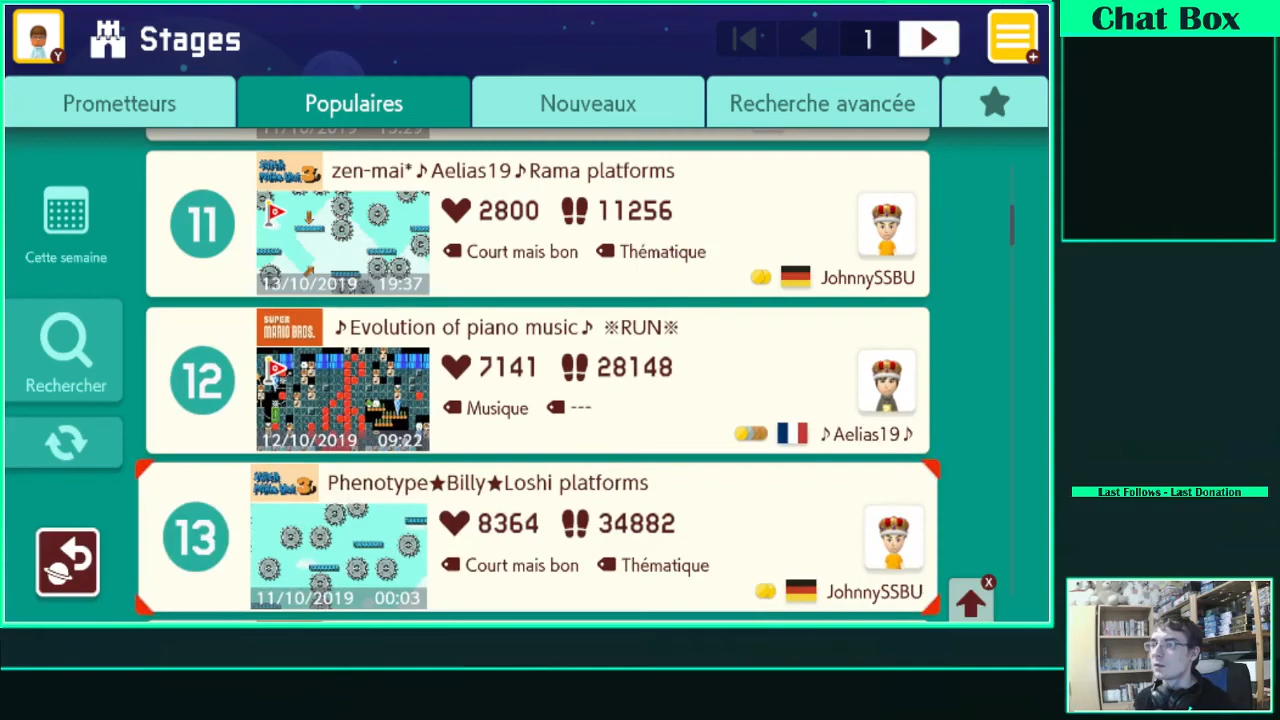 Stages
1
Chat Box
Y
+
Prometteurs
Populaires
Nouveaux
Recherche avancée
Cette semaine
Rechercher
11
zen-mai*♪Aelias19♪Rama platforms
2800 11256
Court mais bon Thématique
13/10/2019 19:37
JohnnySSBU
12
SUPER
MARIO BROS.
♪Evolution of piano music♪ ※RUN※
7141 28148
Musique ---
12/10/2019 09:22
♪Aelias19♪
13
Phenotype★Billy★Loshi platforms
8364 34882
Court mais bon Thématique
11/10/2019 00:03
JohnnySSBU
X
Last Follows - Last Donation